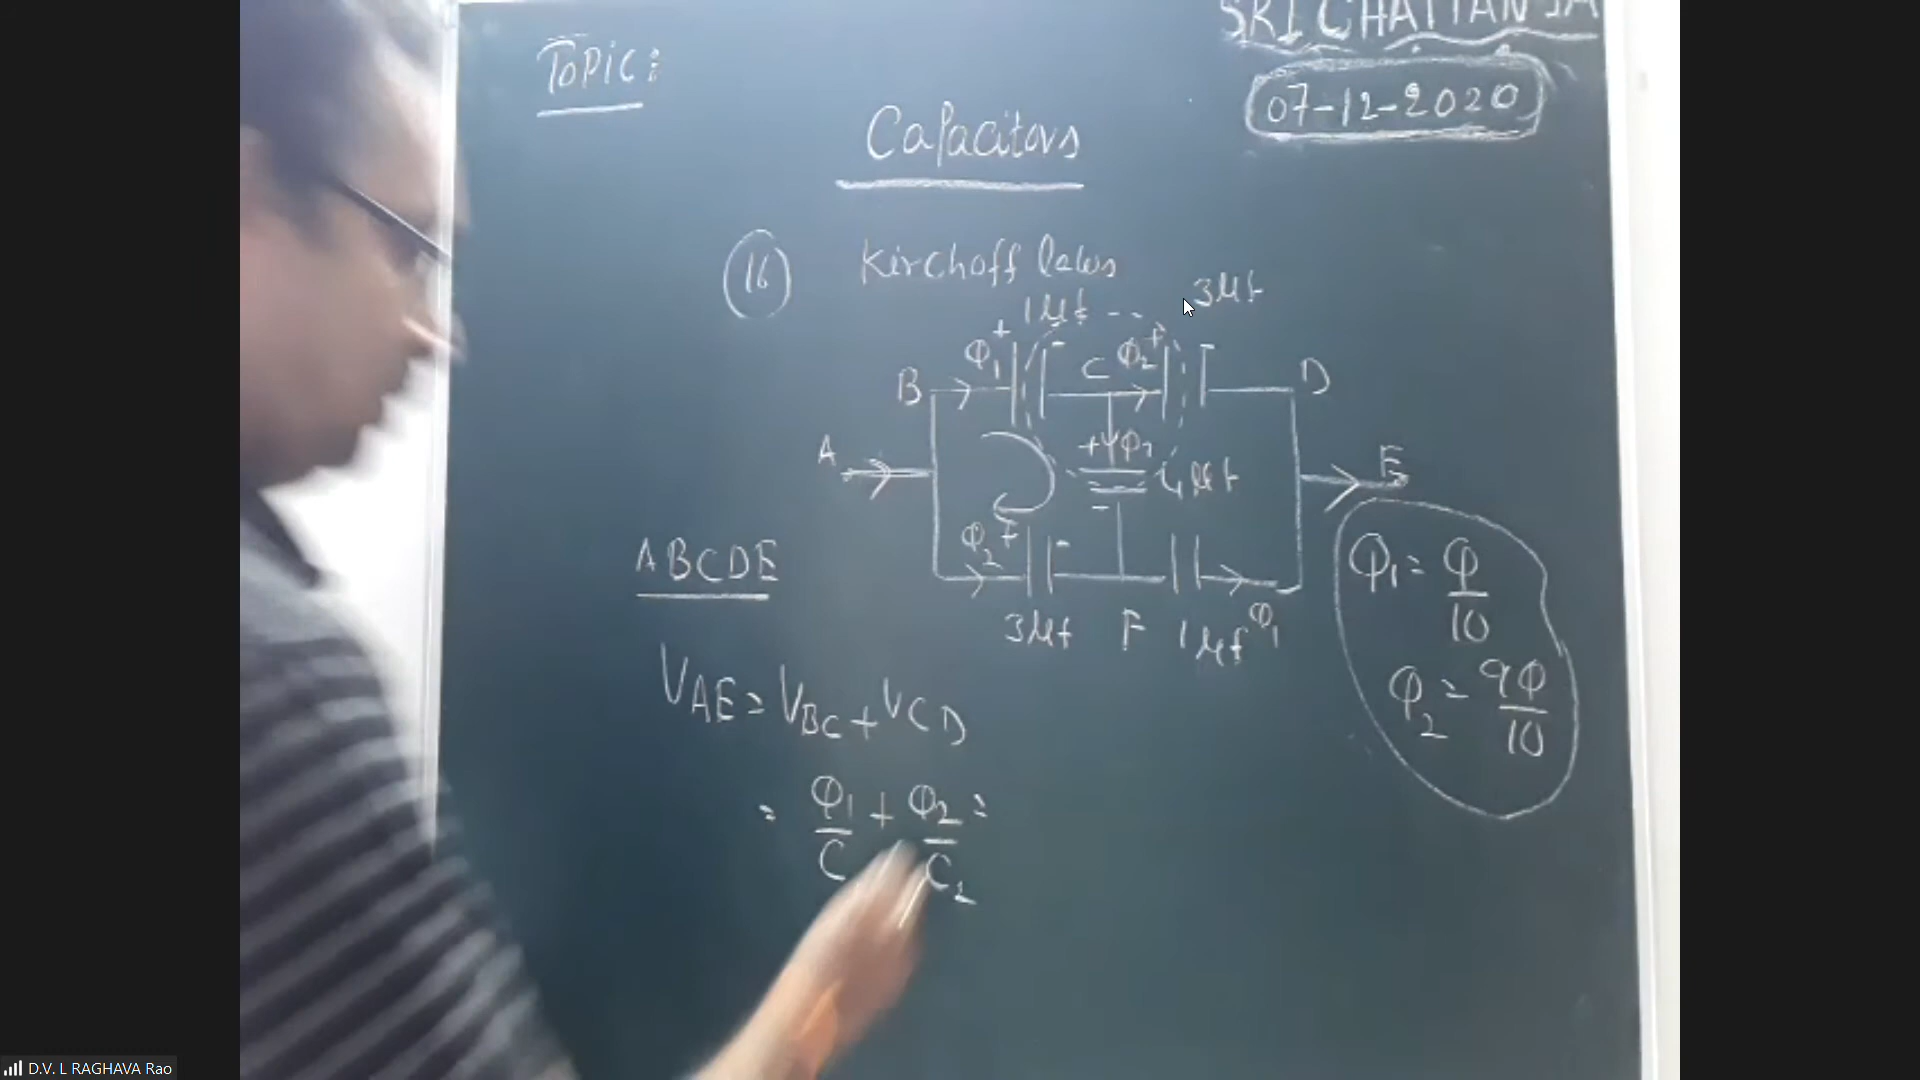 SRI CHAITANYA
TOPIC:
07-12-2020
Capacitors
16 Kirchoff laws
1μf 3μf
+ - +
B φ1 C φ2 D
A + φ2 4μf E
-
φ2 + -
3μf F 1μf φ1
φ1 = φ/10
φ2 = 9φ/10
ABCDE
VAE = VBC + VCD
= φ1/C + φ2/C2 =
D.V. L RAGHAVA Rao